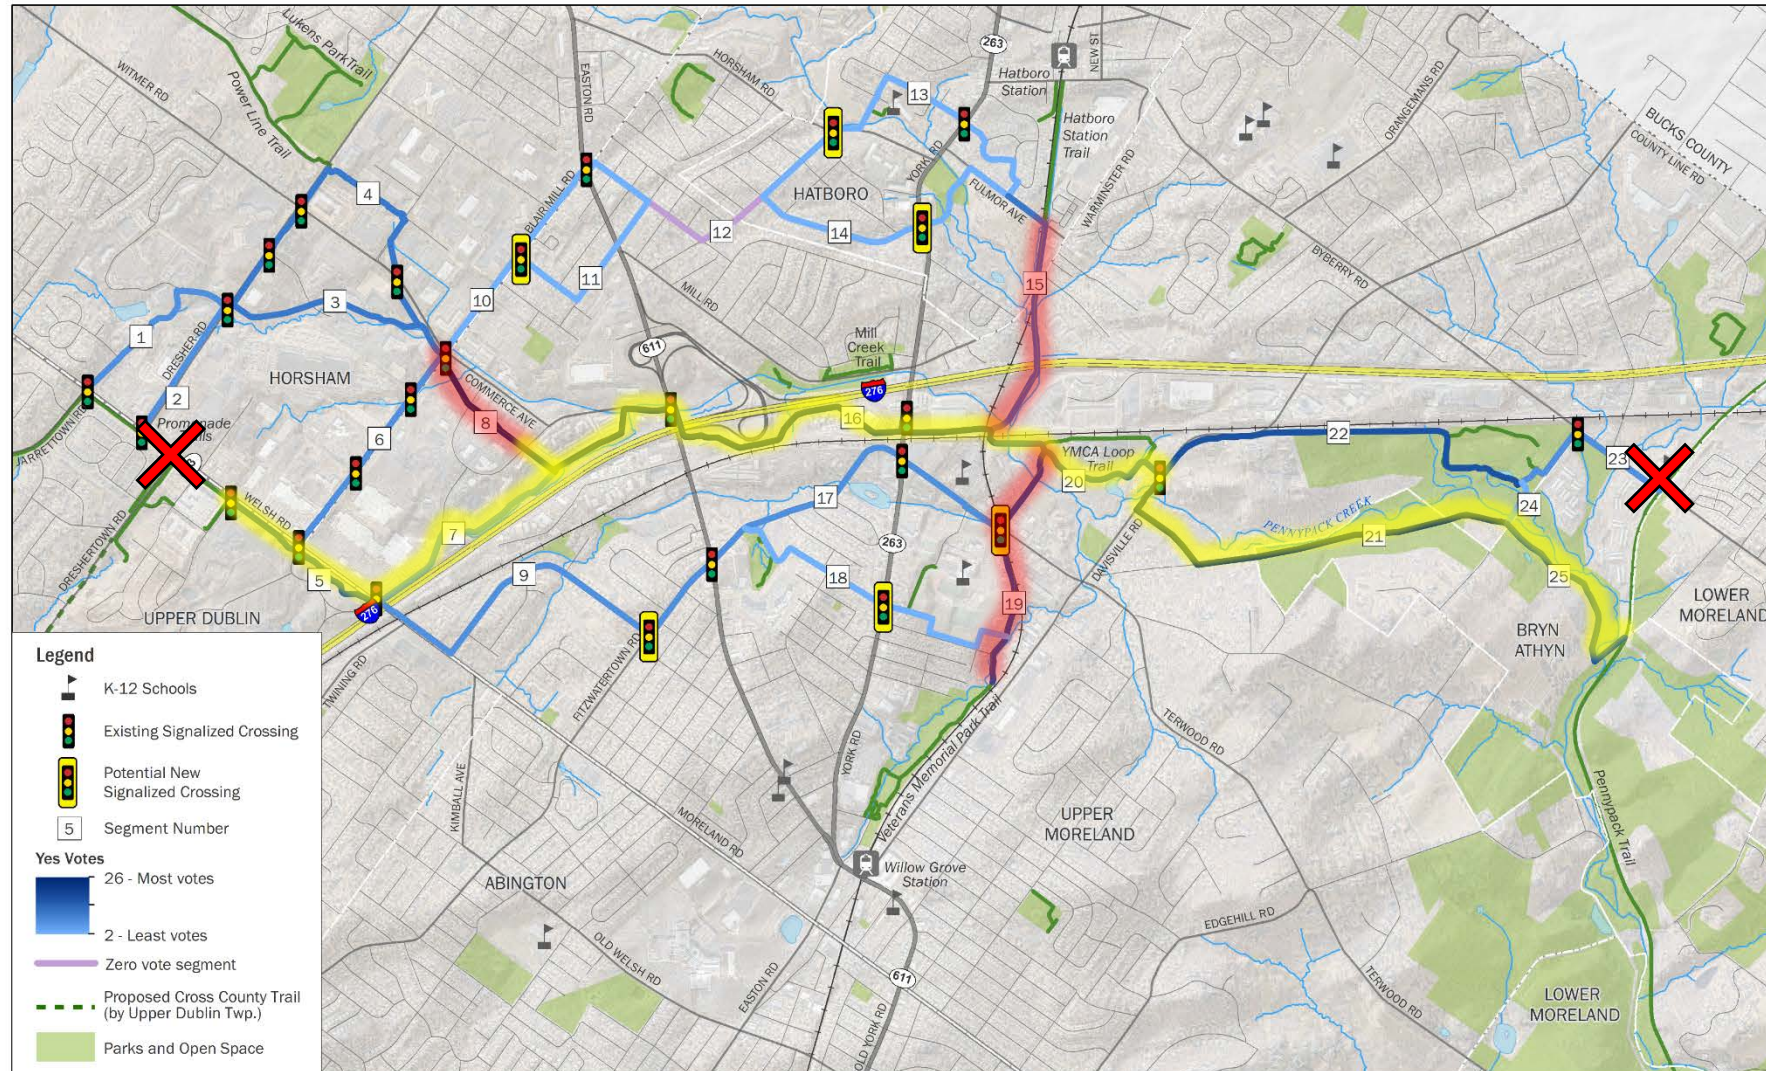 Lukens Park Trail
Power Line Trail
WITMER RD
EASTON RD
HORSHAM RD
263
NEW ST
Hatboro
Station
Hatboro
Station
Trail
ORANGEMANS RD
BUCKS COUNTY
COUNTY LINE RD
13
4
BLAIR MILL RD
HATBORO
YORK RD
FULMOR AVE
WARMINSTER RD
12
14
BYBERRY RD
11
10
15
MILL RD
3
1
DRESHER RD
HORSHAM
COMMERCE AVE
611
Mill
Creek
Trail
276
2
8
16
JARRETTOWN RD
Promenade
6
22
YMCA Loop
Trail
23
20
WELSH RD
17
24
DRESHERTOWN RD
7
263
DAVISVILLE RD
PENNYPACK CREEK
21
5
9
18
25
276
19
LOWER
MORELAND
UPPER DUBLIN
BRYN
ATHYN
TWINING RD
FITZWATERTOWN RD
TERWOOD RD
KIMBALL AVE
YORK RD
Veterans Memorial Park Trail
MORELAND RD
UPPER
MORELAND
Pennypack Trail
Willow Grove
Station
ABINGTON
EDGEHILL RD
OLD WELSH RD
EASTON RD
611
OLD YORK RD
TERWOOD RD
LOWER
MORELAND
Legend
K-12 Schools
Existing Signalized Crossing
Potential New
Signalized Crossing
5 Segment Number
Yes Votes
26 - Most votes
2 - Least votes
Zero vote segment
Proposed Cross County Trail
(by Upper Dublin Twp.)
Parks and Open Space